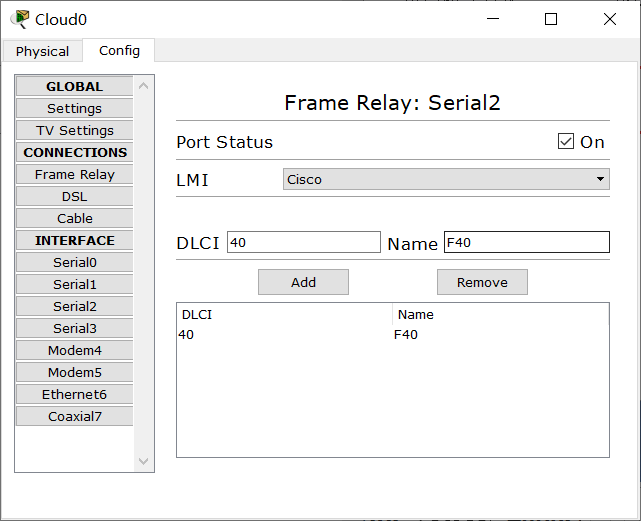 Cloud0
Physical
Config
GLOBAL
Settings
TV Settings
CONNECTIONS
Frame Relay
DSL
Cable
INTERFACE
Serial0
Serial1
Serial2
Serial3
Modem4
Modem5
Ethernet6
Coaxial7
Frame Relay: Serial2
Port Status On
LMI Cisco
DLCI 40 Name F40
Add Remove
DLCI Name
40 F40